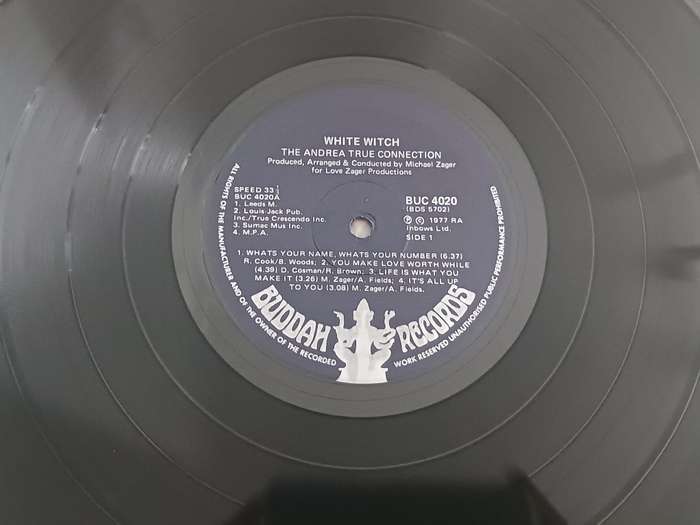 WHITE WITCH
THE ANDREA TRUE CONNECTION
Produced, Arranged & Conducted by Michael Zager
for Love Zager Productions
SPEED 33⅓
BUC 4020A
1. Leeds M.
2. Louis-Jack Pub.
Inc./True Crescendo Inc.
3. Sumac Mus Inc.
4. M.P.A.
BUC 4020
(BDS 5702)
Ⓟ © 1977 RA
Inbows Ltd.
SIDE 1
1. WHATS YOUR NAME, WHATS YOUR NUMBER (6.37)
R. Cook/B. Woods; 2. YOU MAKE LOVE WORTH WHILE
(4.39) D. Cosman/R. Brown; 3. LIFE IS WHAT YOU
MAKE IT (3.26) M. Zager/A. Fields; 4. IT'S ALL UP
TO YOU (3.08) M. Zager/A. Fields.
BUDDAH RECORDS
ALL RIGHTS OF THE MANUFACTURER AND OF THE OWNER OF THE RECORDED WORK RESERVED UNAUTHORISED PUBLIC PERFORMANCE PROHIBITED